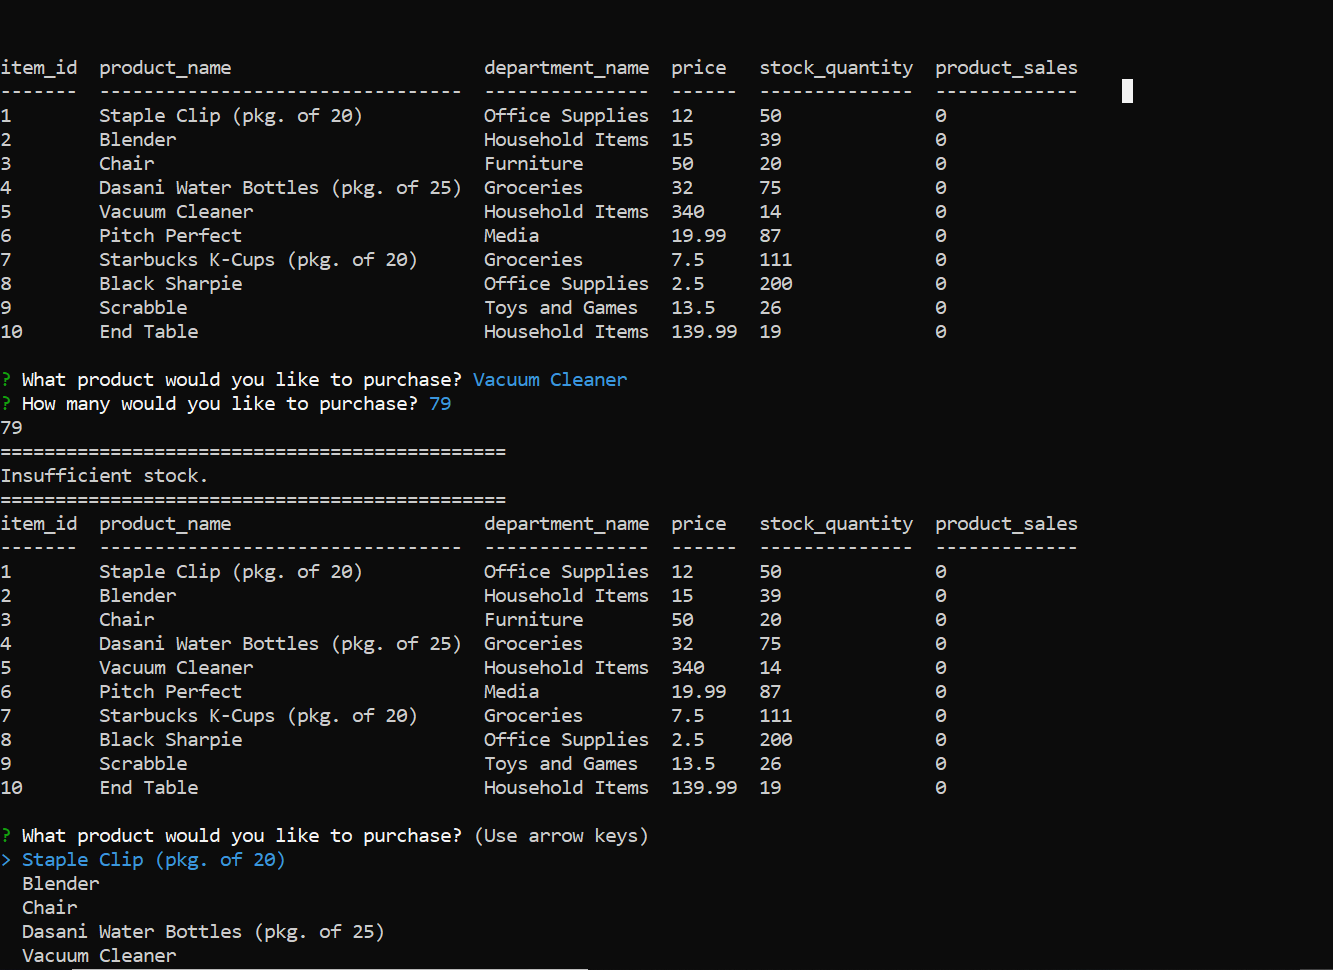 item_id  product_name                       department_name  price   stock_quantity  product_sales
-------  ---------------------------------  ---------------  ------  --------------  -------------
1        Staple Clip (pkg. of 20)           Office Supplies  12      50              0
2        Blender                            Household Items  15      39              0
3        Chair                              Furniture        50      20              0
4        Dasani Water Bottles (pkg. of 25)  Groceries        32      75              0
5        Vacuum Cleaner                     Household Items  340     14              0
6        Pitch Perfect                      Media            19.99   87              0
7        Starbucks K-Cups (pkg. of 20)      Groceries        7.5     111             0
8        Black Sharpie                      Office Supplies  2.5     200             0
9        Scrabble                           Toys and Games   13.5    26              0
10       End Table                          Household Items  139.99  19              0
? What product would you like to purchase? Vacuum Cleaner
? How many would you like to purchase? 79
79
==============================================
Insufficient stock.
==============================================
item_id  product_name                       department_name  price   stock_quantity  product_sales
-------  ---------------------------------  ---------------  ------  --------------  -------------
1        Staple Clip (pkg. of 20)           Office Supplies  12      50              0
2        Blender                            Household Items  15      39              0
3        Chair                              Furniture        50      20              0
4        Dasani Water Bottles (pkg. of 25)  Groceries        32      75              0
5        Vacuum Cleaner                     Household Items  340     14              0
6        Pitch Perfect                      Media            19.99   87              0
7        Starbucks K-Cups (pkg. of 20)      Groceries        7.5     111             0
8        Black Sharpie                      Office Supplies  2.5     200             0
9        Scrabble                           Toys and Games   13.5    26              0
10       End Table                          Household Items  139.99  19              0
? What product would you like to purchase? (Use arrow keys)
> Staple Clip (pkg. of 20)
  Blender
  Chair
  Dasani Water Bottles (pkg. of 25)
  Vacuum Cleaner